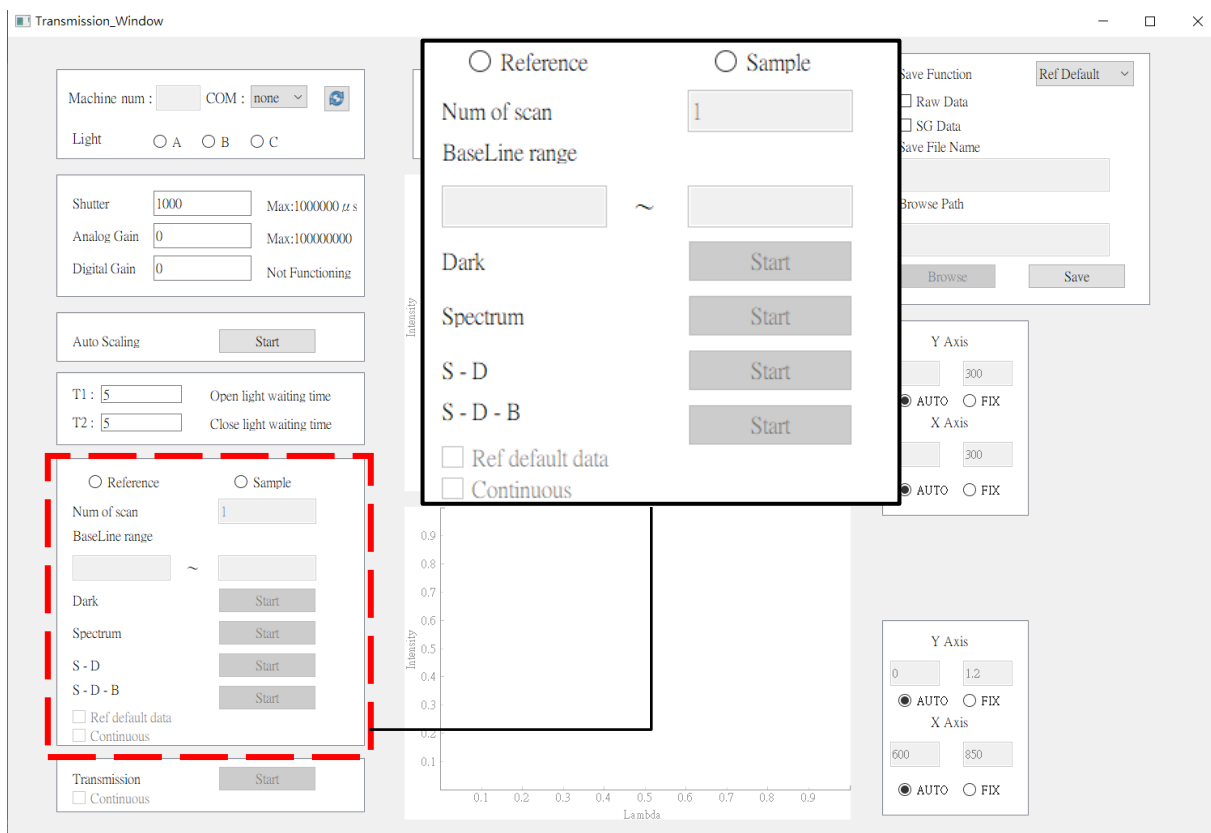 Transmission_Window
Machine num :
COM : none
Light
A
B
C
Shutter
1000
Max:1000000 μ s
Analog Gain
0
Max:100000000
Digital Gain
0
Not Functioning
Auto Scaling
Start
T1 : 5
Open light waiting time
T2 : 5
Close light waiting time
Reference
Sample
Num of scan
1
BaseLine range
~
Dark
Start
Spectrum
Start
S - D
Start
S - D - B
Start
Ref default data
Continuous
Transmission
Start
Continuous
Reference
Sample
Num of scan
1
BaseLine range
~
Dark
Start
Spectrum
Start
S - D
Start
S - D - B
Start
Ref default data
Continuous
Intensity
0.9
0.8
0.7
0.6
0.5
0.4
0.3
0.2
0.1
Intensity
0.1
0.2
0.3
0.4
0.5
0.6
0.7
0.8
0.9
Lambda
Save Function
Ref Default
Raw Data
SG Data
Save File Name
Browse Path
Browse
Save
Y Axis
300
AUTO
FIX
X Axis
300
AUTO
FIX
Y Axis
0
1.2
AUTO
FIX
X Axis
600
850
AUTO
FIX